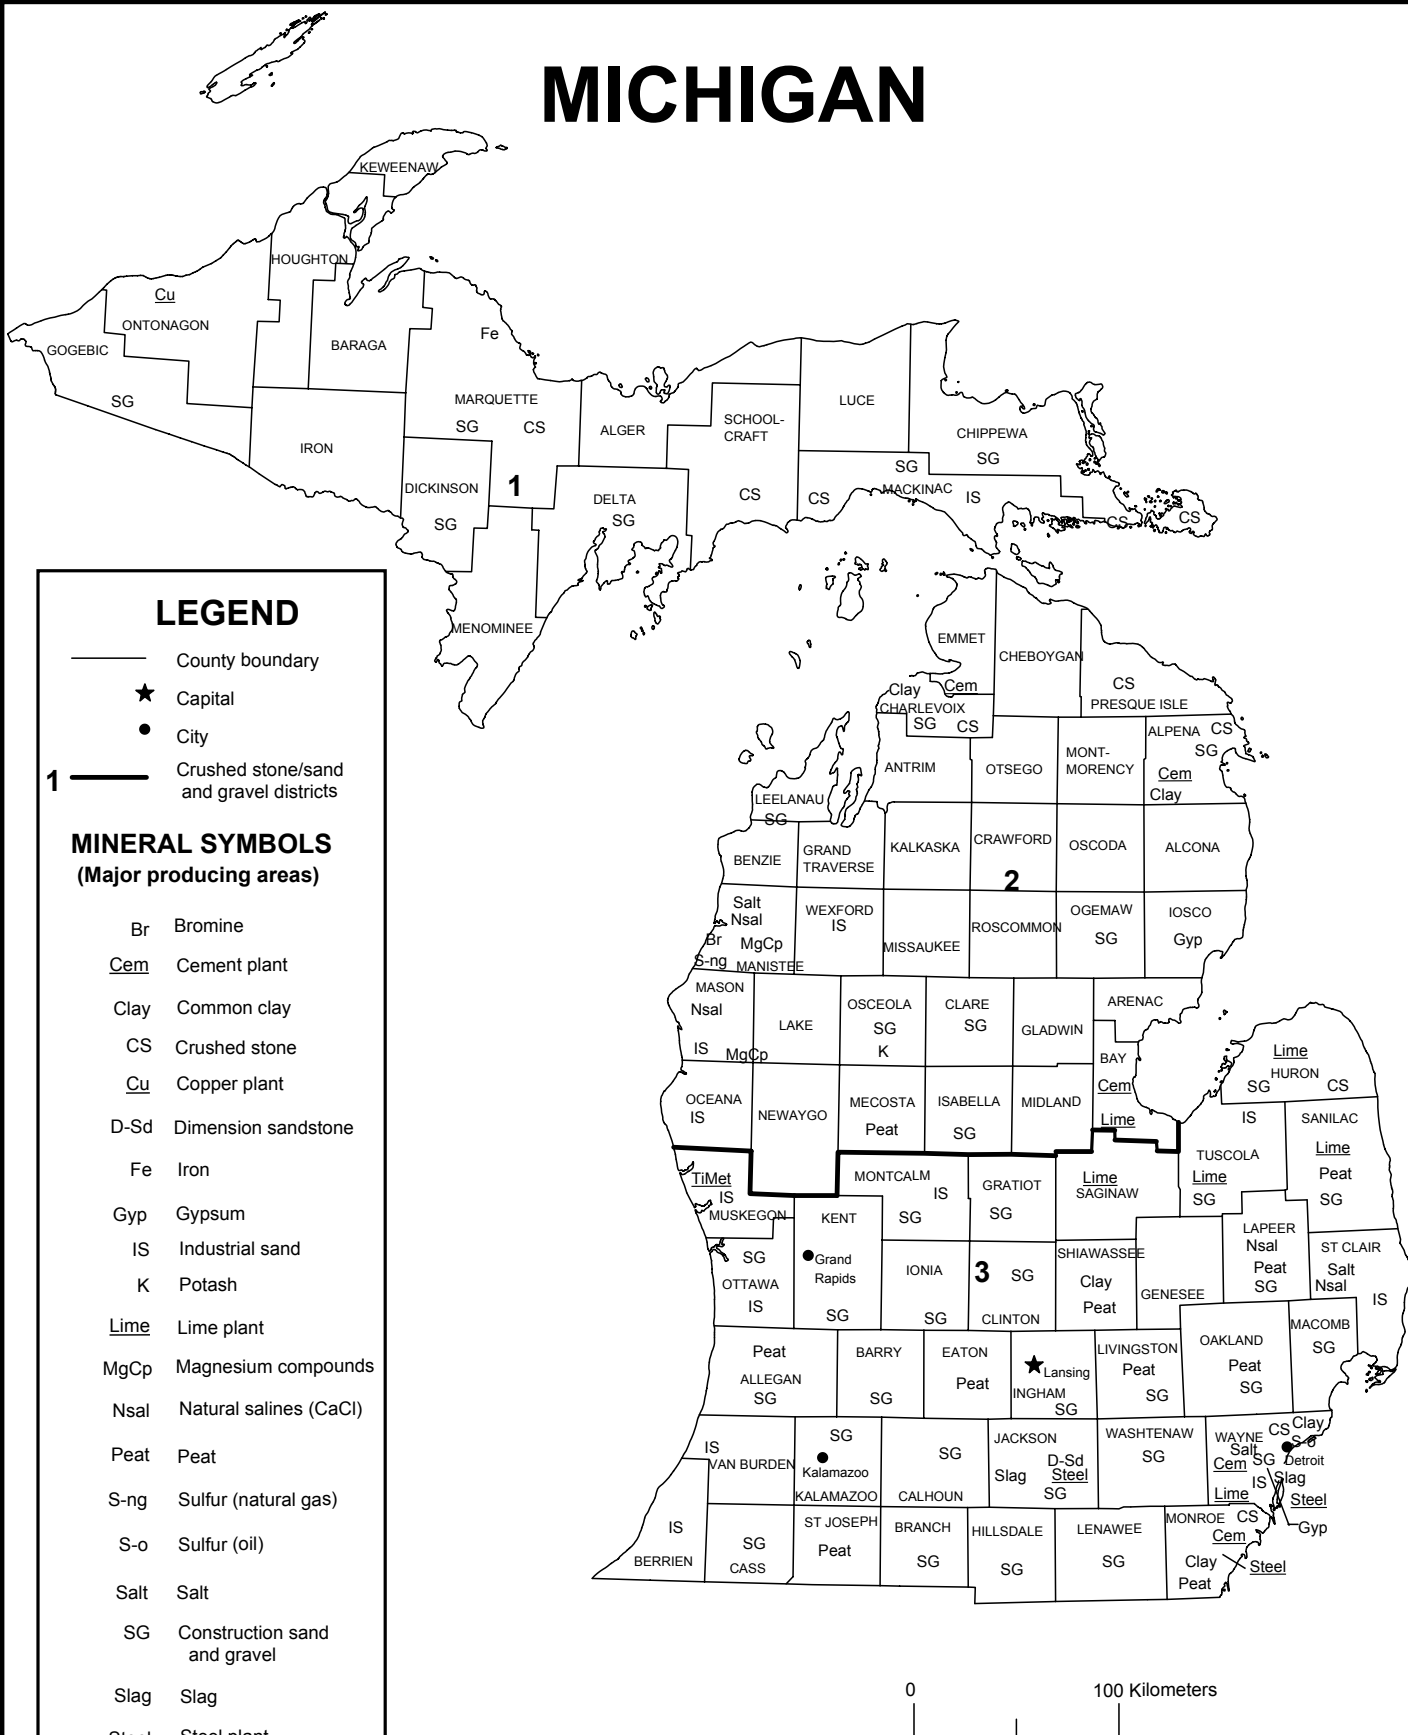 MICHIGAN
KEWEENAW
HOUGHTON
Cu
ONTONAGON
GOGEBIC
SG
BARAGA
Fe
IRON
MARQUETTE
SG CS
ALGER
SCHOOL-
CRAFT
CS
LUCE
CHIPPEWA
SG
DICKINSON
SG
1
DELTA
SG
SG
MACKINAC
CS
IS
CS
CS
MENOMINEE
LEGEND
County boundary
Capital
City
1
Crushed stone/sand
and gravel districts
MINERAL SYMBOLS
(Major producing areas)
Br Bromine
Cem Cement plant
Clay Common clay
CS Crushed stone
Cu Copper plant
D-Sd Dimension sandstone
Fe Iron
Gyp Gypsum
IS Industrial sand
K Potash
Lime Lime plant
MgCp Magnesium compounds
Nsal Natural salines (CaCl)
Peat Peat
S-ng Sulfur (natural gas)
S-o Sulfur (oil)
Salt Salt
SG Construction sand
and gravel
Slag Slag
Steel Steel plant
EMMET
CHEBOYGAN
CS
PRESQUE ISLE
Clay
Cem
CHARLEVOIX
SG CS
ANTRIM
OTSEGO
MONT-
MORENCY
ALPENA CS
SG
Cem
Clay
LEELANAU
SG
BENZIE
GRAND
TRAVERSE
KALKASKA
CRAWFORD
2
OSCODA
ALCONA
Salt
Nsal
Br MgCp
S-ng MANISTEE
WEXFORD
IS
MISSAUKEE
ROSCOMMON
OGEMAW
SG
IOSCO
Gyp
MASON
Nsal
IS MgCp
LAKE
OSCEOLA
SG
K
CLARE
SG
GLADWIN
ARENAC
BAY
Cem
Lime
Lime
HURON
SG CS
OCEANA
IS
NEWAYGO
MECOSTA
Peat
ISABELLA
SG
MIDLAND
IS
TUSCOLA
Lime
SG
SANILAC
Lime
Peat
SG
TiMet
IS
MUSKEGON
KENT
Grand
Rapids
SG
MONTCALM
IS
SG
GRATIOT
SG
Lime
SAGINAW
LAPEER
Nsal
Peat
SG
ST CLAIR
Salt
Nsal
IS
SG
OTTAWA
IS
IONIA
SG
3 SG
CLINTON
SHIAWASSEE
Clay
Peat
GENESEE
MACOMB
SG
Peat
ALLEGAN
SG
BARRY
SG
EATON
Peat
Lansing
INGHAM
SG
LIVINGSTON
Peat
SG
OAKLAND
Peat
SG
IS
VAN BURDEN
SG
Kalamazoo
KALAMAZOO
SG
CALHOUN
JACKSON
D-Sd
Slag Steel
SG
WASHTENAW
SG
WAYNE CS Clay
Salt S-o
Cem SG Detroit
IS Slag
Lime Steel
Gyp
IS
BERRIEN
SG
CASS
ST JOSEPH
Peat
BRANCH
SG
HILLSDALE
SG
LENAWEE
SG
MONROE CS
Cem
Clay Steel
Peat
0 100 Kilometers